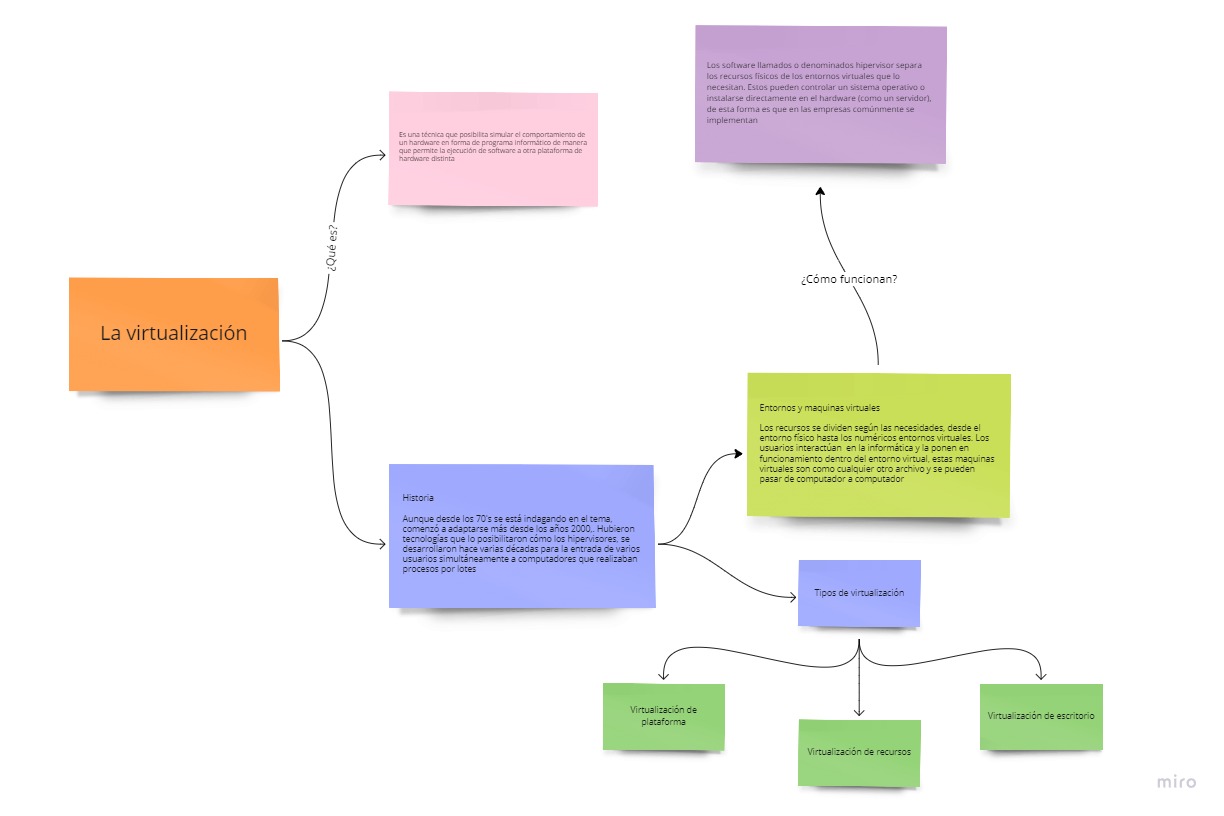 Los software llamados o denominados hipervisor separa
los recursos físicos de los entornos virtuales que lo
necesitan. Estos pueden controlar un sistema operativo o
instalarse directamente en el hardware (como un servidor),
de esta forma es que en las empresas comúnmente se
implementan
Es una técnica que posibilita simular el comportamiento de
un hardware en forma de programa informático de manera
que permite la ejecución de software a otra plataforma de
hardware distinta
¿Qué es?
¿Cómo funcionan?
La virtualización
Entornos y maquinas virtuales
Los recursos se dividen según las necesidades, desde el
entorno físico hasta los numéricos entornos virtuales. Los
usuarios interactúan  en la informática y la ponen en
funcionamiento dentro del entorno virtual, estas maquinas
virtuales son como cualquier otro archivo y se pueden
pasar de computador a computador
Historia
Aunque desde los 70's se está indagando en el tema,
comenzó a adaptarse más desde los años 2000,. Hubieron
tecnologías que lo posibilitaron cómo los hipervisores, se
desarrollaron hace varias décadas para la entrada de varios
usuarios simultáneamente a computadores que realizaban
procesos por lotes
Tipos de virtualización
Virtualización de
plataforma
Virtualización de recursos
Virtualización de escritorio
miro